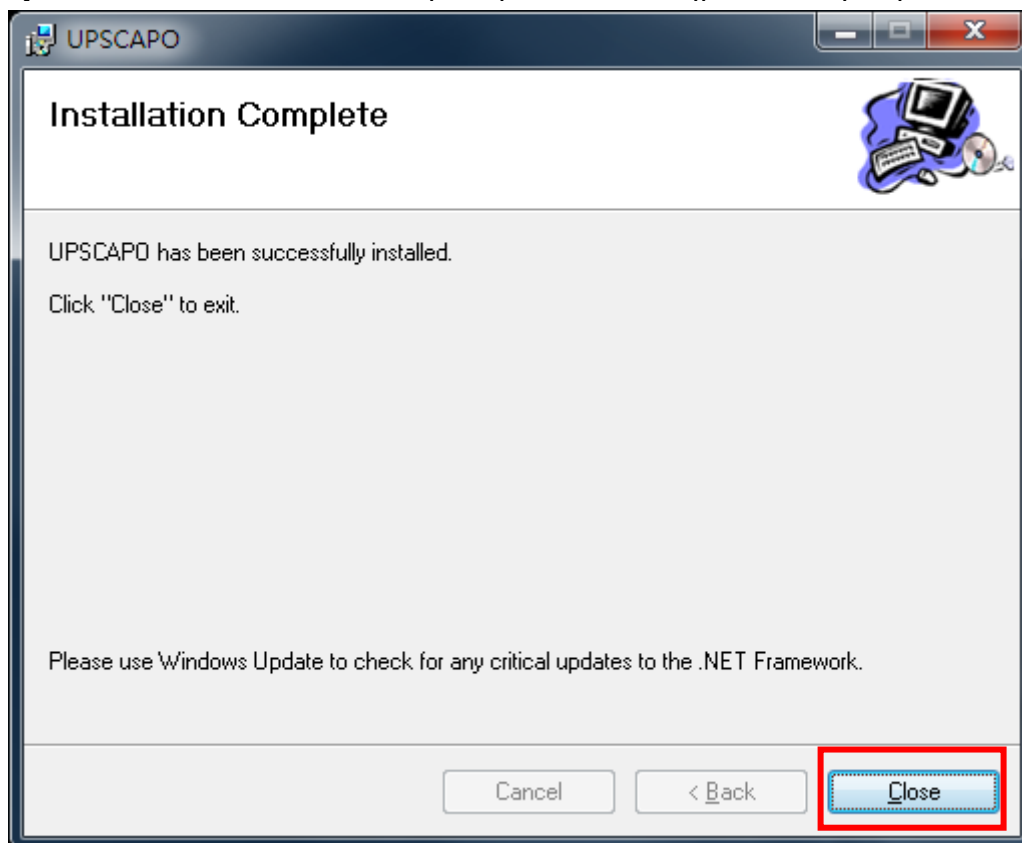 UPSCAPO
Installation Complete
UPSCAPO has been successfully installed.
Click "Close" to exit.
Please use Windows Update to check for any critical updates to the .NET Framework.
Cancel
< Back
Close